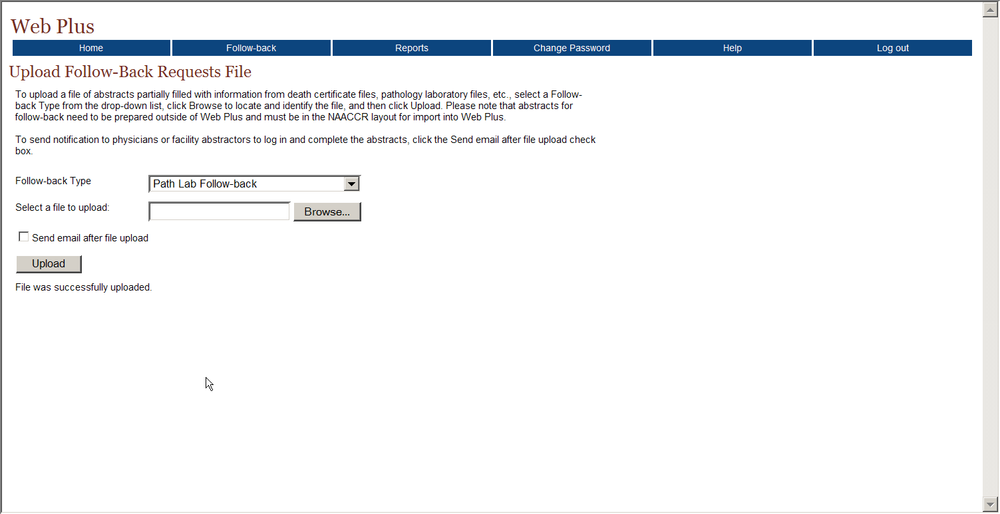 Web Plus
Home Follow-back Reports Change Password Help Log out
Upload Follow-Back Requests File
To upload a file of abstracts partially filled with information from death certificate files, pathology laboratory files, etc., select a Follow-
back Type from the drop-down list, click Browse to locate and identify the file, and then click Upload. Please note that abstracts for
follow-back need to be prepared outside of Web Plus and must be in the NAACCR layout for import into Web Plus.
To send notification to physicians or facility abstractors to log in and complete the abstracts, click the Send email after file upload check
box.
Follow-back Type Path Lab Follow-back
Select a file to upload: Browse...
Send email after file upload
Upload
File was successfully uploaded.